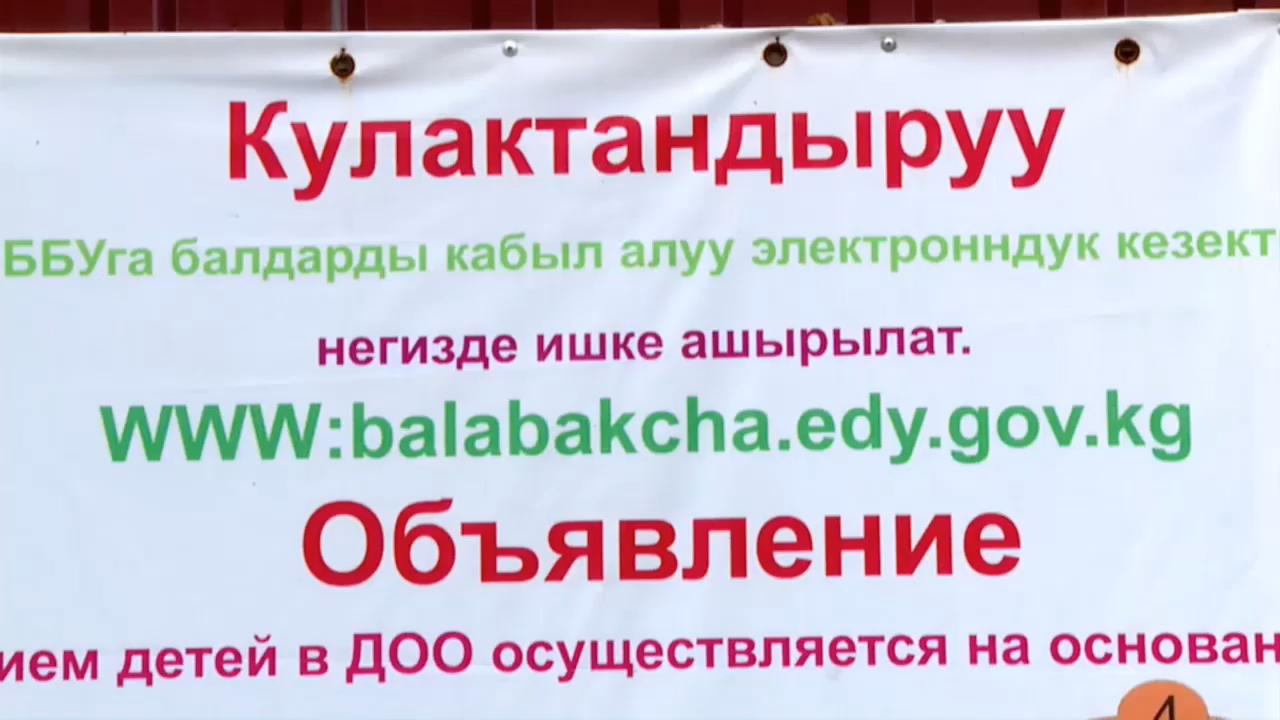 Кулактандыруу
ББУга балдарды кабыл алуу электронндук кезект
негизде ишке ашырылат.
WWW:balabakcha.edy.gov.kg
Объявление
ием детей в ДОО осуществляется на основан
4